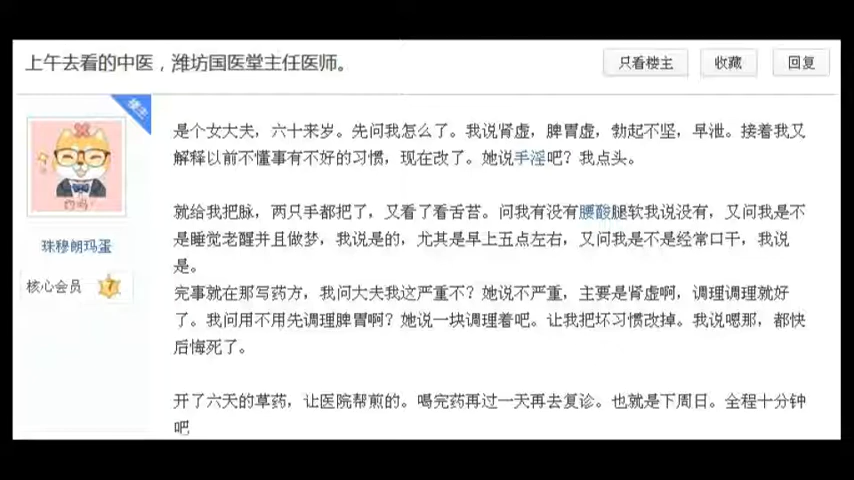 上午去看的中医，潍坊国医堂主任医师。
只看楼主
收藏
回复
楼主
是个女大夫，六十来岁。先问我怎么了。我说肾虚，脾胃虚，勃起不坚，早泄。接着我又
解释以前不懂事有不好的习惯，现在改了。她说手淫吧？我点头。
就给我把脉，两只手都把了，又看了看舌苔。问我有没有腰酸腿软我说没有，又问我是不
是睡觉老醒并且做梦，我说是的，尤其是早上五点左右，又问我是不是经常口干，我说
是。
珠穆朗玛蛋
核心会员
7
完事就在那写药方，我问大夫我这严重不？她说不严重，主要是肾虚啊，调理调理就好
了。我问用不用先调理脾胃啊？她说一块调理着吧。让我把坏习惯改掉。我说嗯那，都快
后悔死了。
开了六天的草药，让医院帮煎的。喝完药再过一天再去复诊。也就是下周日。全程十分钟
吧